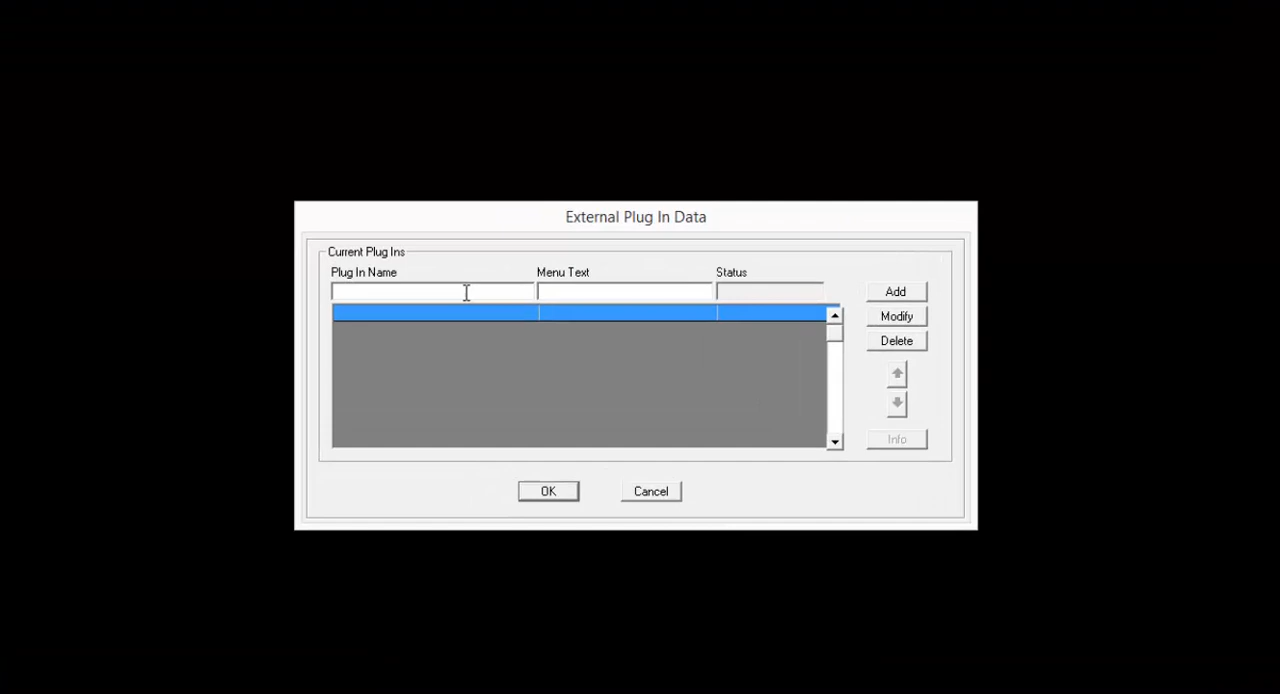 External Plug In Data
Current Plug Ins
Plug In Name Menu Text Status
Add
Modify
Delete
Info
OK Cancel